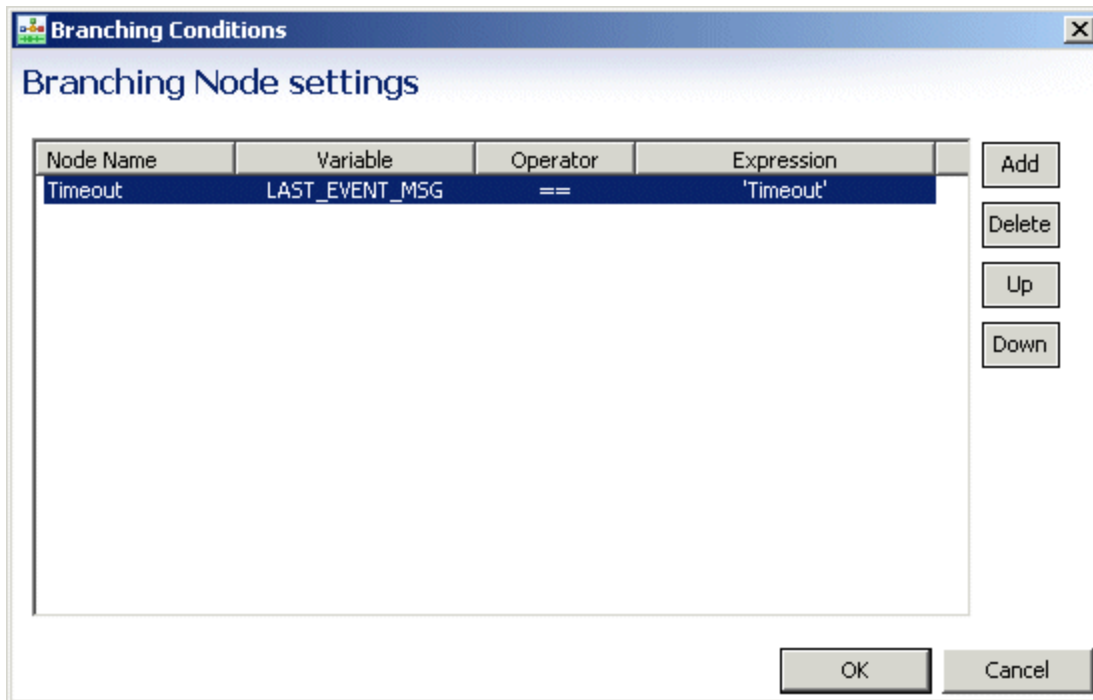 Branching Conditions
Branching Node settings
Node Name Variable Operator Expression
Timeout LAST_EVENT_MSG == 'Timeout'
Add
Delete
Up
Down
OK Cancel